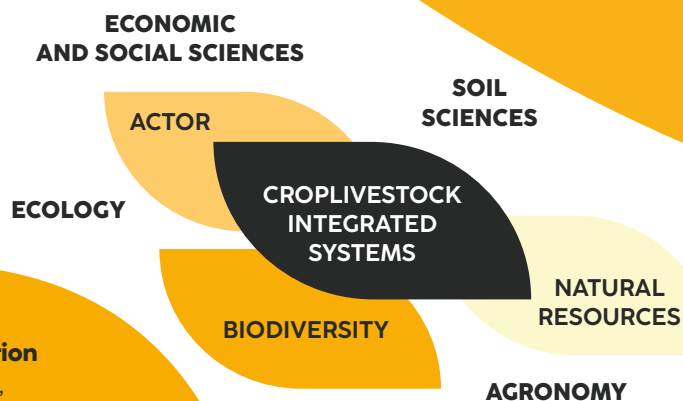 ECONOMIC
AND SOCIAL SCIENCES
SOIL
SCIENCES
ACTOR
CROPLIVESTOCK
INTEGRATED
SYSTEMS
ECOLOGY
NATURAL
RESOURCES
BIODIVERSITY
AGRONOMY